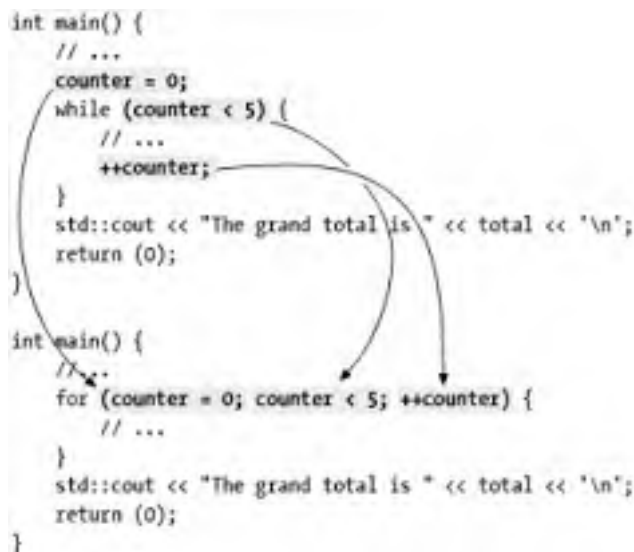 int main() {
    // ...
    counter = 0;
    while (counter < 5) {
        // ...
        ++counter;
    }
    std::cout << "The grand total is " << total << '\n';
    return (0);
}
int main() {
    // ...
    for (counter = 0; counter < 5; ++counter) {
        // ...
    }
    std::cout << "The grand total is " << total << '\n';
    return (0);
}